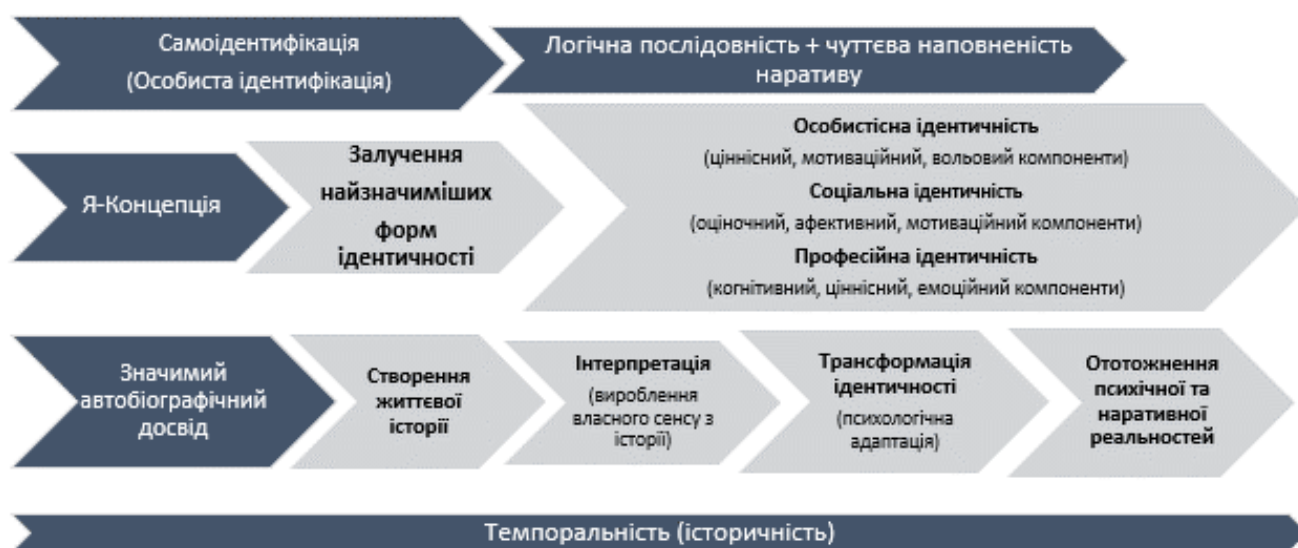 Самоідентифікація
(Особиста ідентифікація)
Логічна послідовність + чуттєва наповненість
наративу
Я-Концепція
Залучення
найзначиміших
форм
ідентичності
Особистісна ідентичність
(ціннісний, мотиваційний, вольовий компоненти)
Соціальна ідентичність
(оціночний, афективний, мотиваційний компоненти)
Професійна ідентичність
(когнітивний, ціннісний, емоційний компоненти)
Значимий
автобіографічний
досвід
Створення
життєвої
історії
Інтерпретація
(вироблення
власного сенсу з
історії)
Трансформація
ідентичності
(психологічна
адаптація)
Ототожнення
психічної та
наративної
реальностей
Темпоральність (історичність)